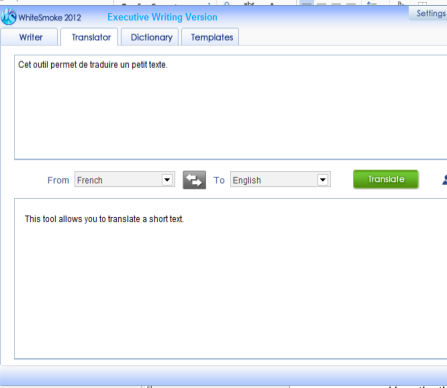 WhiteSmoke 2012 Executive Writing Version
Settings
Writer Translator Dictionary Templates
Cet outil permet de traduire un petit texte.
From French To English Translate
This tool allows you to translate a short text.